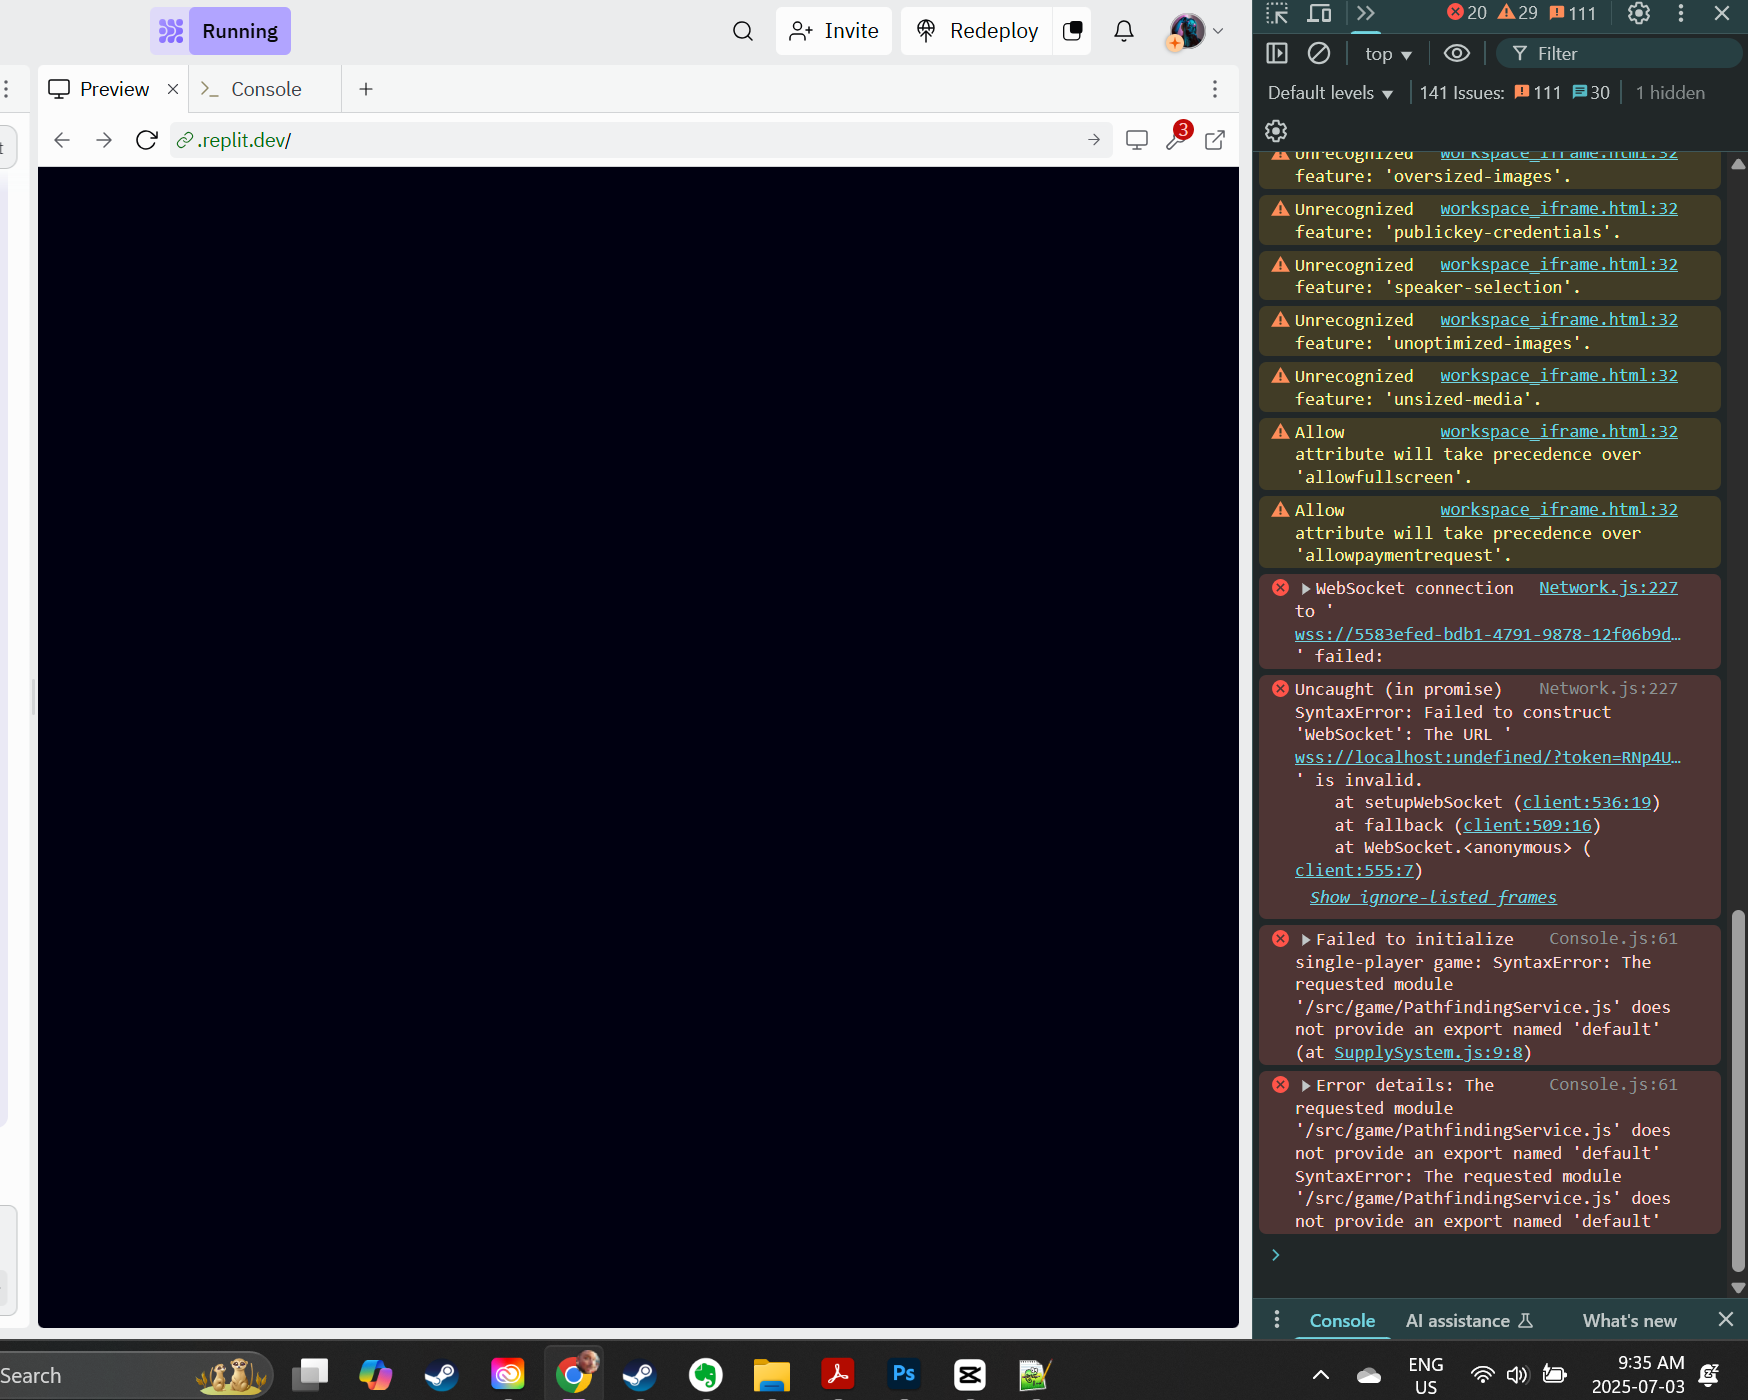 Running
Invite
Redeploy
Preview
Console
.replit.dev/
3
20
29
111
top
Filter
Default levels
141 Issues:
111
30
1 hidden
Unrecognized workspace_iframe.html:32
feature: 'oversized-images'.
Unrecognized workspace_iframe.html:32
feature: 'publickey-credentials'.
Unrecognized workspace_iframe.html:32
feature: 'speaker-selection'.
Unrecognized workspace_iframe.html:32
feature: 'unoptimized-images'.
Unrecognized workspace_iframe.html:32
feature: 'unsized-media'.
Allow workspace_iframe.html:32
attribute will take precedence over
'allowfullscreen'.
Allow workspace_iframe.html:32
attribute will take precedence over
'allowpaymentrequest'.
WebSocket connection Network.js:227
to '
wss://5583efed-bdb1-4791-9878-12f06b9d…
' failed:
Uncaught (in promise) Network.js:227
SyntaxError: Failed to construct
'WebSocket': The URL '
wss://localhost:undefined/?token=RNp4U…
' is invalid.
at setupWebSocket (client:536:19)
at fallback (client:509:16)
at WebSocket.<anonymous> (
client:555:7)
Show ignore-listed frames
Failed to initialize Console.js:61
single-player game: SyntaxError: The
requested module
'/src/game/PathfindingService.js' does
not provide an export named 'default'
(at SupplySystem.js:9:8)
Error details: The Console.js:61
requested module
'/src/game/PathfindingService.js' does
not provide an export named 'default'
SyntaxError: The requested module
'/src/game/PathfindingService.js' does
not provide an export named 'default'
Console
AI assistance
What's new
Search
Ps
ENG
US
9:35 AM
2025-07-03